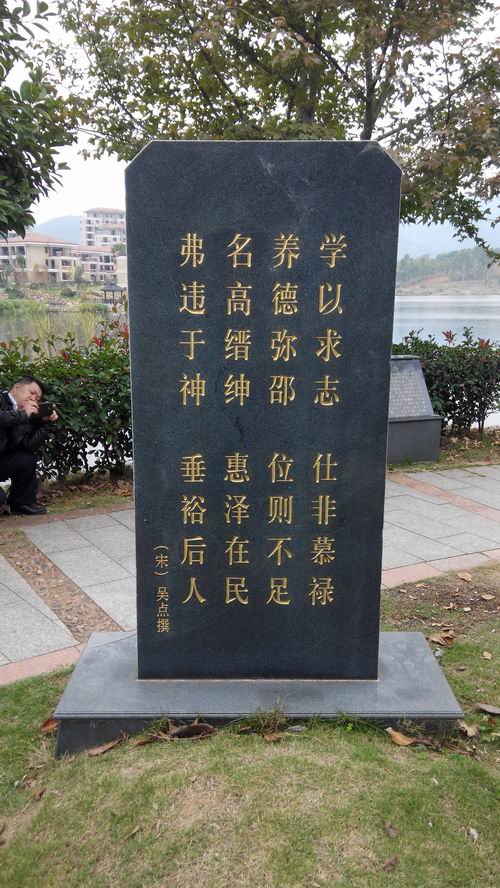 学以求志 仕非慕禄
养德弥邵 位则不足
名高缙绅 惠泽在民
弗违于神 垂裕后人
（宋）吴点撰